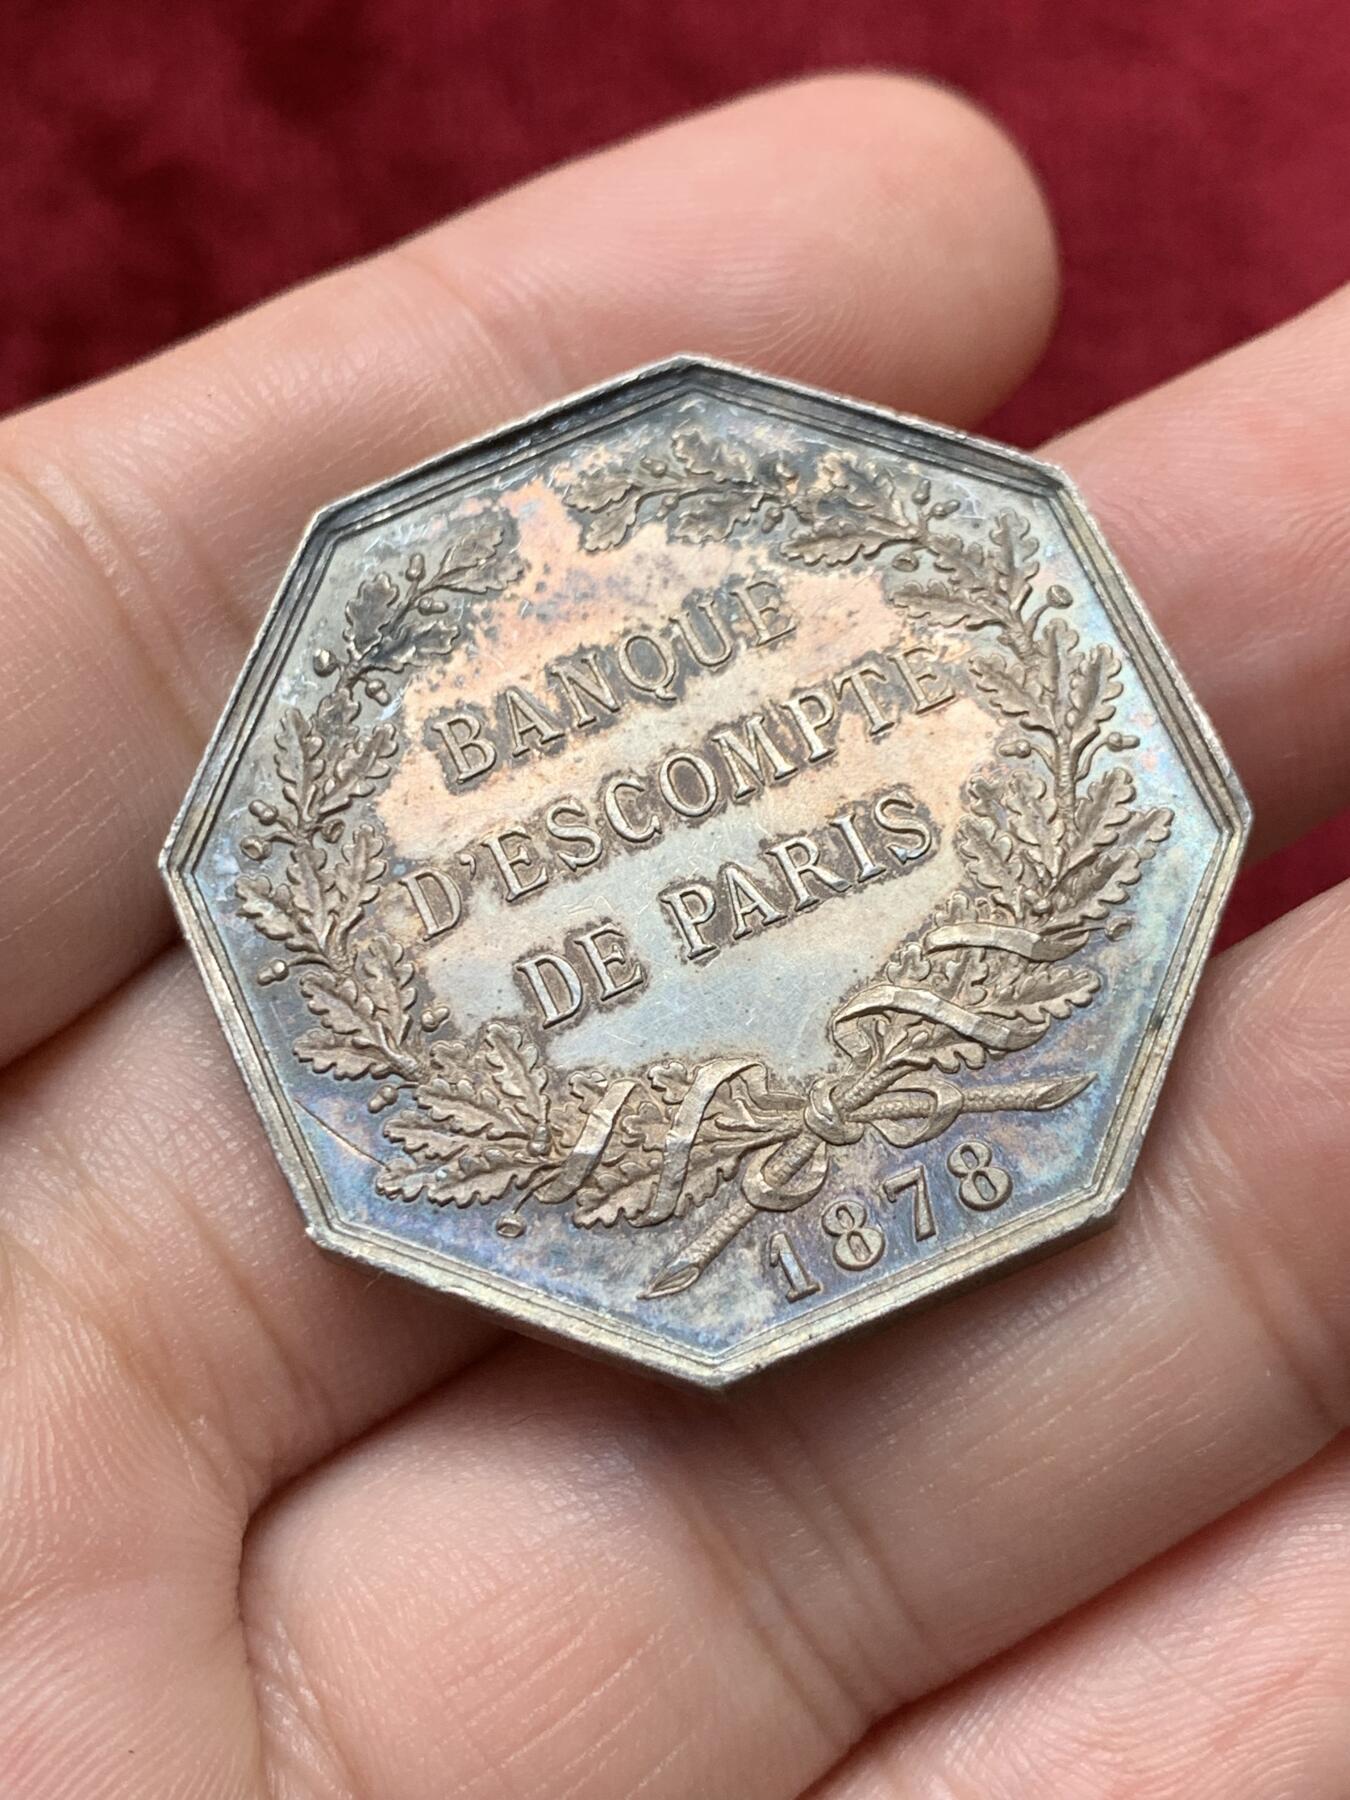 BANQUE
D'ESCOMPTE
DE PARIS
1878